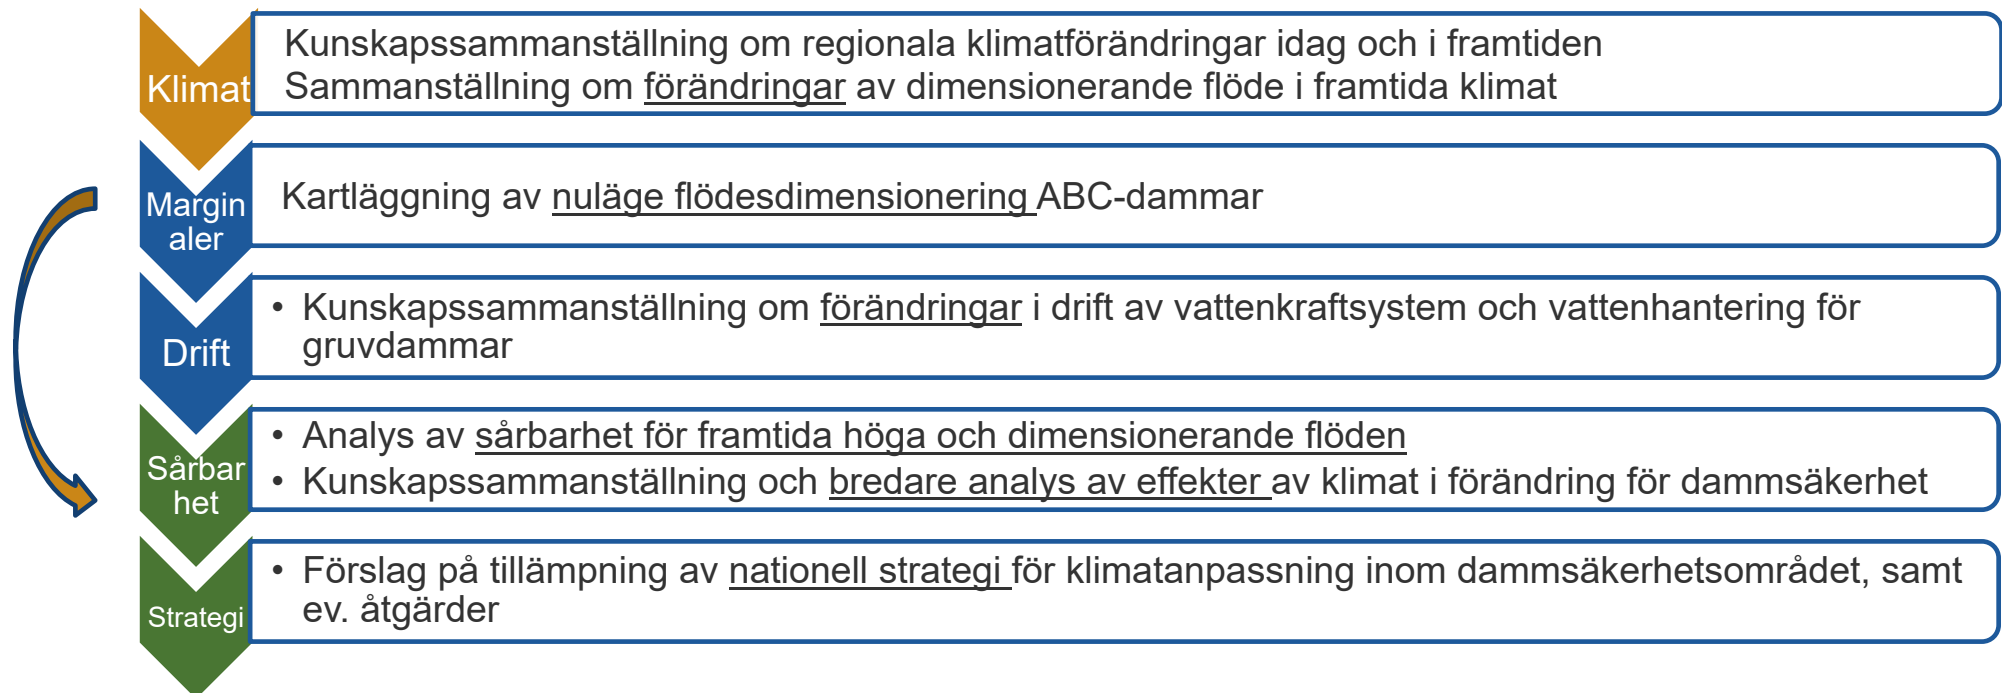 Klimat
Kunskapssammanställning om regionala klimatförändringar idag och i framtiden
Sammanställning om förändringar av dimensionerande flöde i framtida klimat
Margin
aler
Kartläggning av nuläge flödesdimensionering ABC-dammar
Drift
• Kunskapssammanställning om förändringar i drift av vattenkraftsystem och vattenhantering för
gruvdammar
Sårbar
het
• Analys av sårbarhet för framtida höga och dimensionerande flöden
• Kunskapssammanställning och bredare analys av effekter av klimat i förändring för dammsäkerhet
Strategi
• Förslag på tillämpning av nationell strategi för klimatanpassning inom dammsäkerhetsområdet, samt
ev. åtgärder